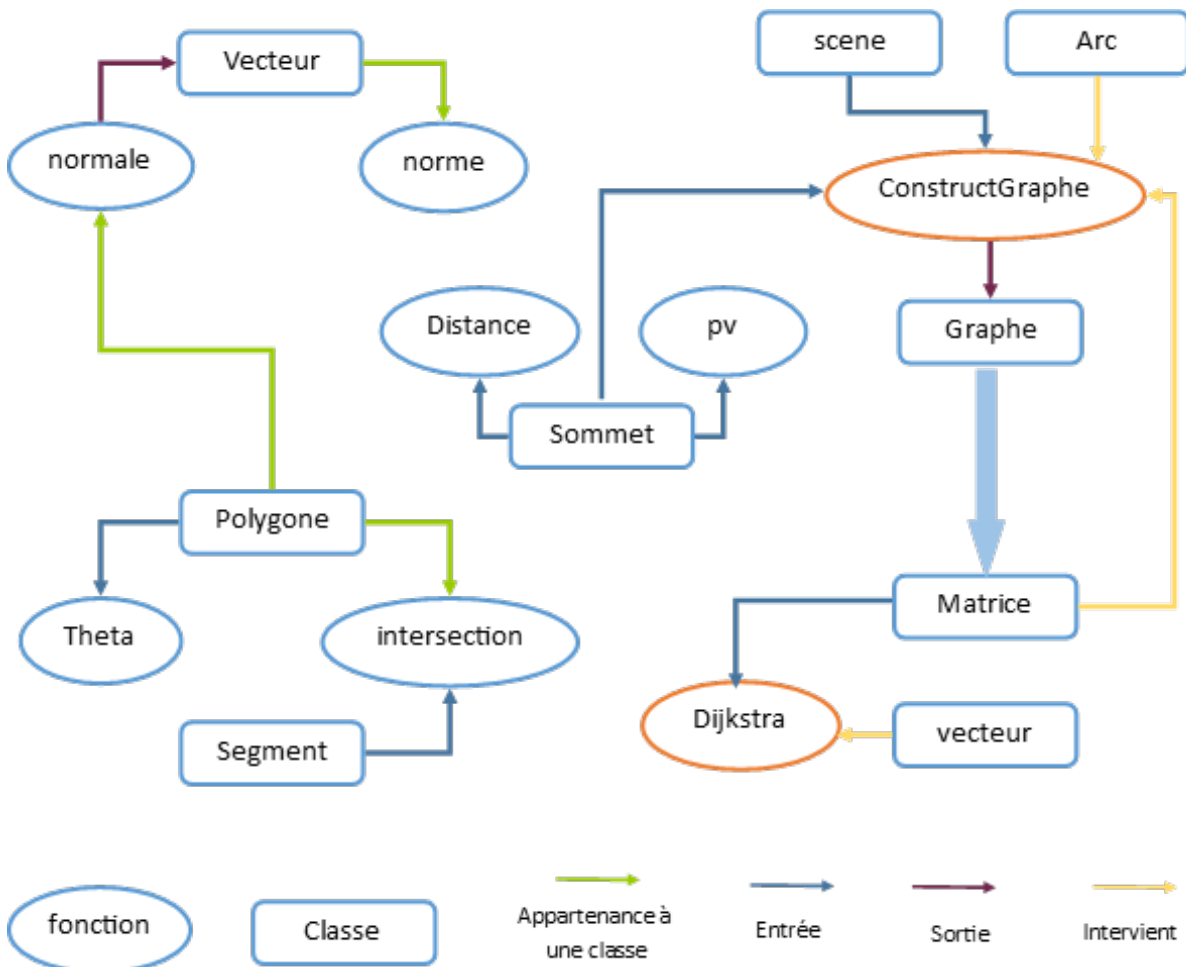 scene
Arc
Vecteur
normale
norme
ConstructGraphe
Distance
pv
Graphe
Sommet
Polygone
Matrice
Theta
intersection
Dijkstra
vecteur
Segment
fonction
Classe
Appartenance à
une classe
Entrée
Sortie
Intervient